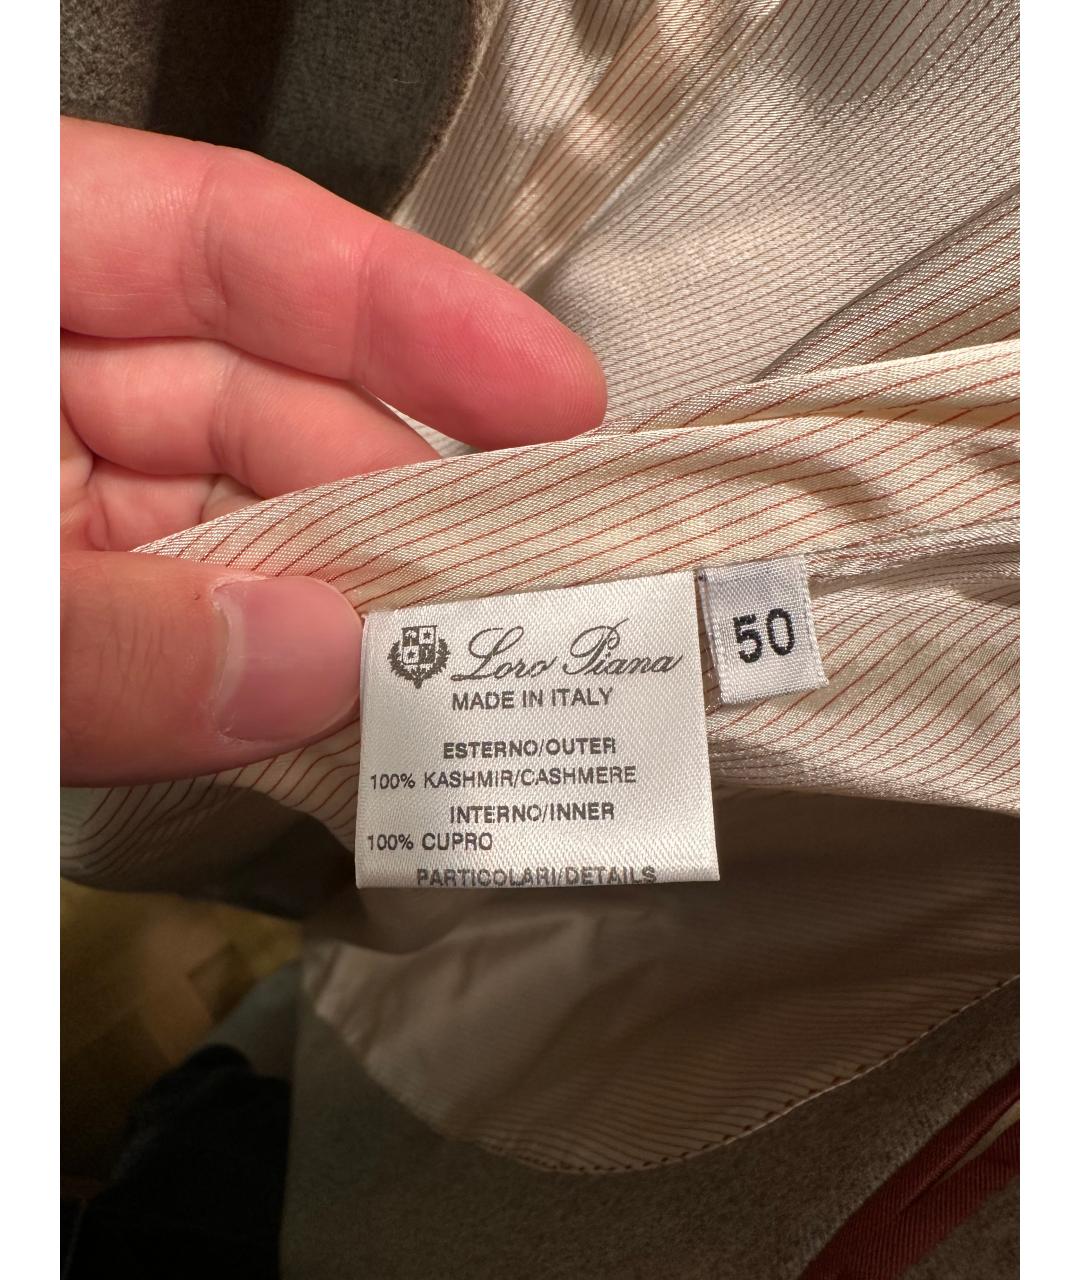 Loro Piana
MADE IN ITALY
50
ESTERNO/OUTER
100% KASHMIR/CASHMERE
INTERNO/INNER
100% CUPRO
PARTICOLARI/DETAILS